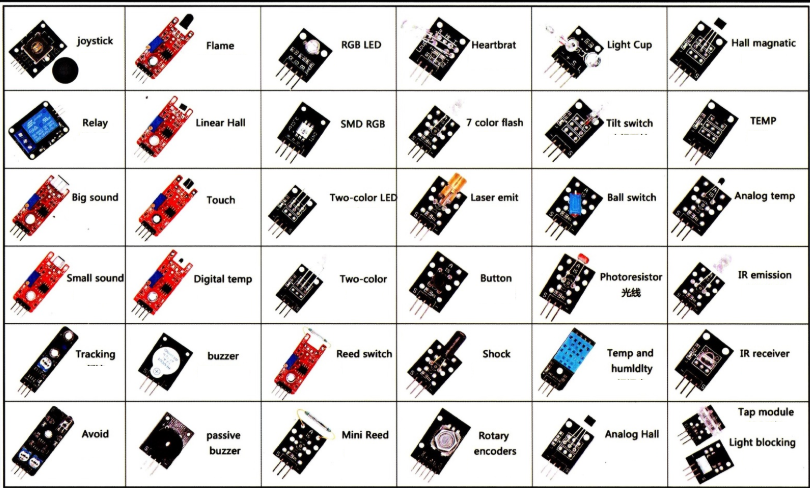 joystick
Flame
RGB LED
Heartbrat
Light Cup
Hall magnatic
Relay
Linear Hall
SMD RGB
7 color flash
Tilt switch
TEMP
Big sound
Touch
Two-color LED
Laser emit
Ball switch
Analog temp
Small sound
Digital temp
Two-color
Button
Photoresistor
光线
IR emission
Tracking
buzzer
Reed switch
Shock
Temp and
humldity
IR receiver
Avoid
passive
buzzer
Mini Reed
Rotary
encoders
Analog Hall
Tap module
Light blocking